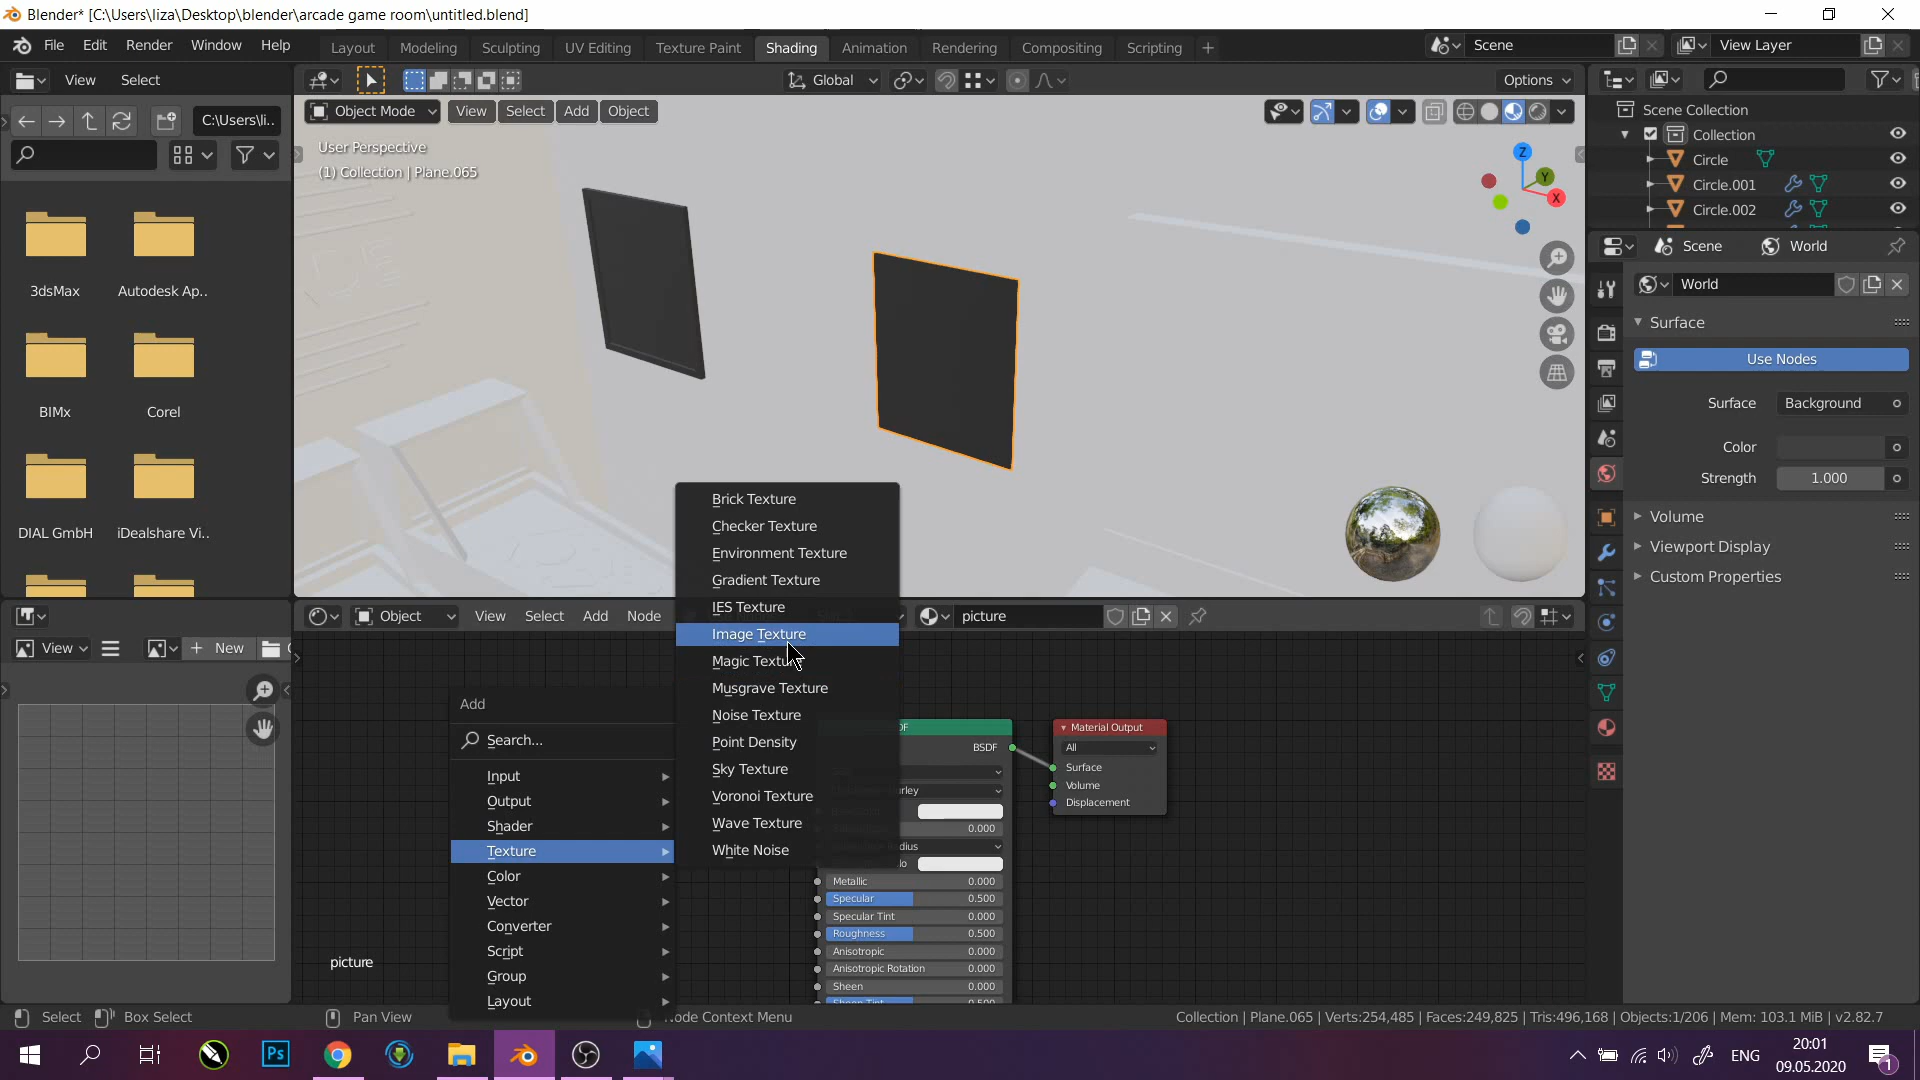 Blender* [C:\Users\liza\Desktop\blender\arcade game room\untitled.blend]
File Edit Render Window Help
Layout Modeling Sculpting UV Editing Texture Paint Shading Animation Rendering Compositing Scripting +
Scene
View Layer
View Select
Global
Options
C:\Users\li..
Object Mode View Select Add Object
User Perspective
(1) Collection | Plane.065
Z
Y
X
3dsMax
Autodesk Ap..
BIMx
Corel
DIAL GmbH
iDealshare Vi..
Scene Collection
Collection
Circle
Circle.001
Circle.002
Scene World
World
Surface
Use Nodes
Surface Background
Color
Strength 1.000
Volume
Viewport Display
Custom Properties
View
+ New
Object View Select Add Node
picture
Add
Search...
Input
Output
Shader
Texture
Color
Vector
Converter
Script
Group
Layout
Brick Texture
Checker Texture
Environment Texture
Gradient Texture
IES Texture
Image Texture
Magic Texture
Musgrave Texture
Noise Texture
Point Density
Sky Texture
Voronoi Texture
Wave Texture
White Noise
BSDF
0.000
Metallic 0.000
Specular 0.500
Specular Tint 0.000
Roughness 0.500
Anisotropic 0.000
Anisotropic Rotation 0.000
Sheen 0.000
Sheen Tint 0.500
Material Output
All
Surface
Volume
Displacement
picture
Select Box Select Pan View Node Context Menu
Collection | Plane.065 | Verts:254,485 | Faces:249,825 | Tris:496,168 | Objects:1/206 | Mem: 103.1 MiB | v2.82.7
Ps
ENG
20:01
09.05.2020
1